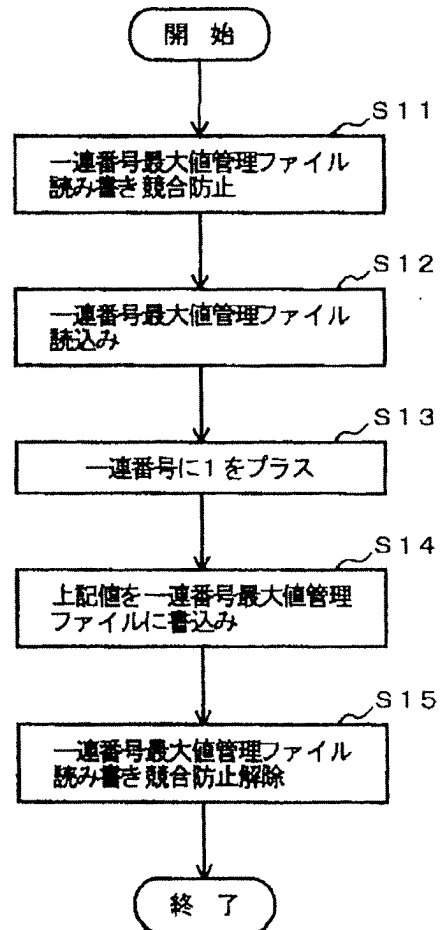 開 始
S11
一連番号最大値管理ファイル
読み書き競合防止
S12
一連番号最大値管理ファイル
読込み
S13
一連番号に1をプラス
S14
上記値を一連番号最大値管理
ファイルに書込み
S15
一連番号最大値管理ファイル
読み書き競合防止解除
終 了